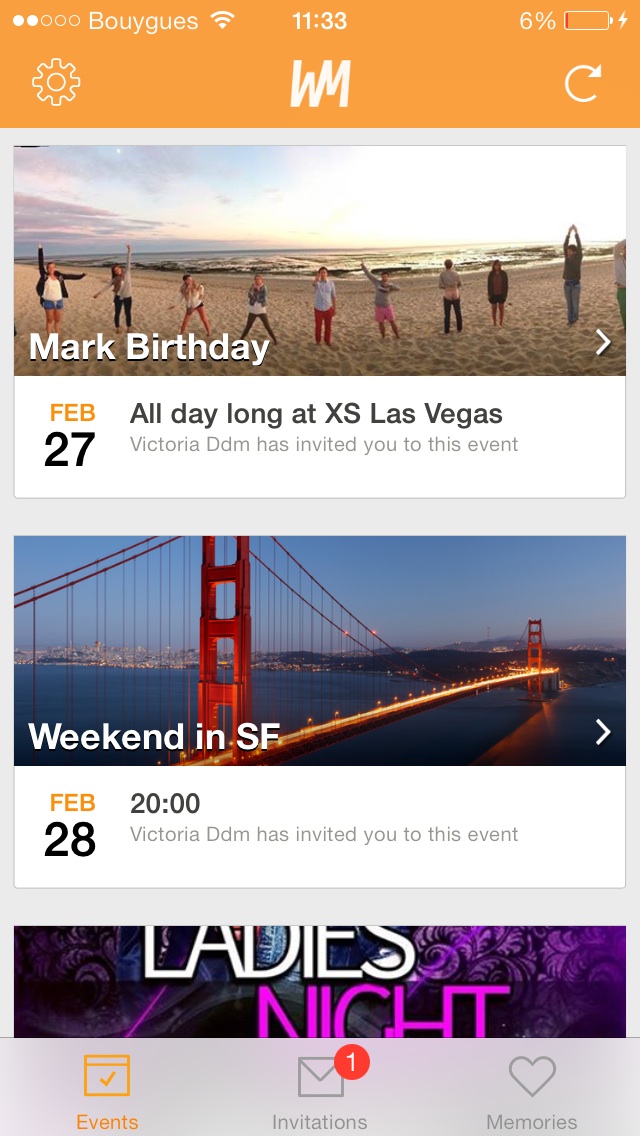 Bouygues 11:33 6%
WM
Mark Birthday
FEB
27
All day long at XS Las Vegas
Victoria Ddm has invited you to this event
Weekend in SF
FEB
28
20:00
Victoria Ddm has invited you to this event
LADIES
NIGHT
1
Events Invitations Memories